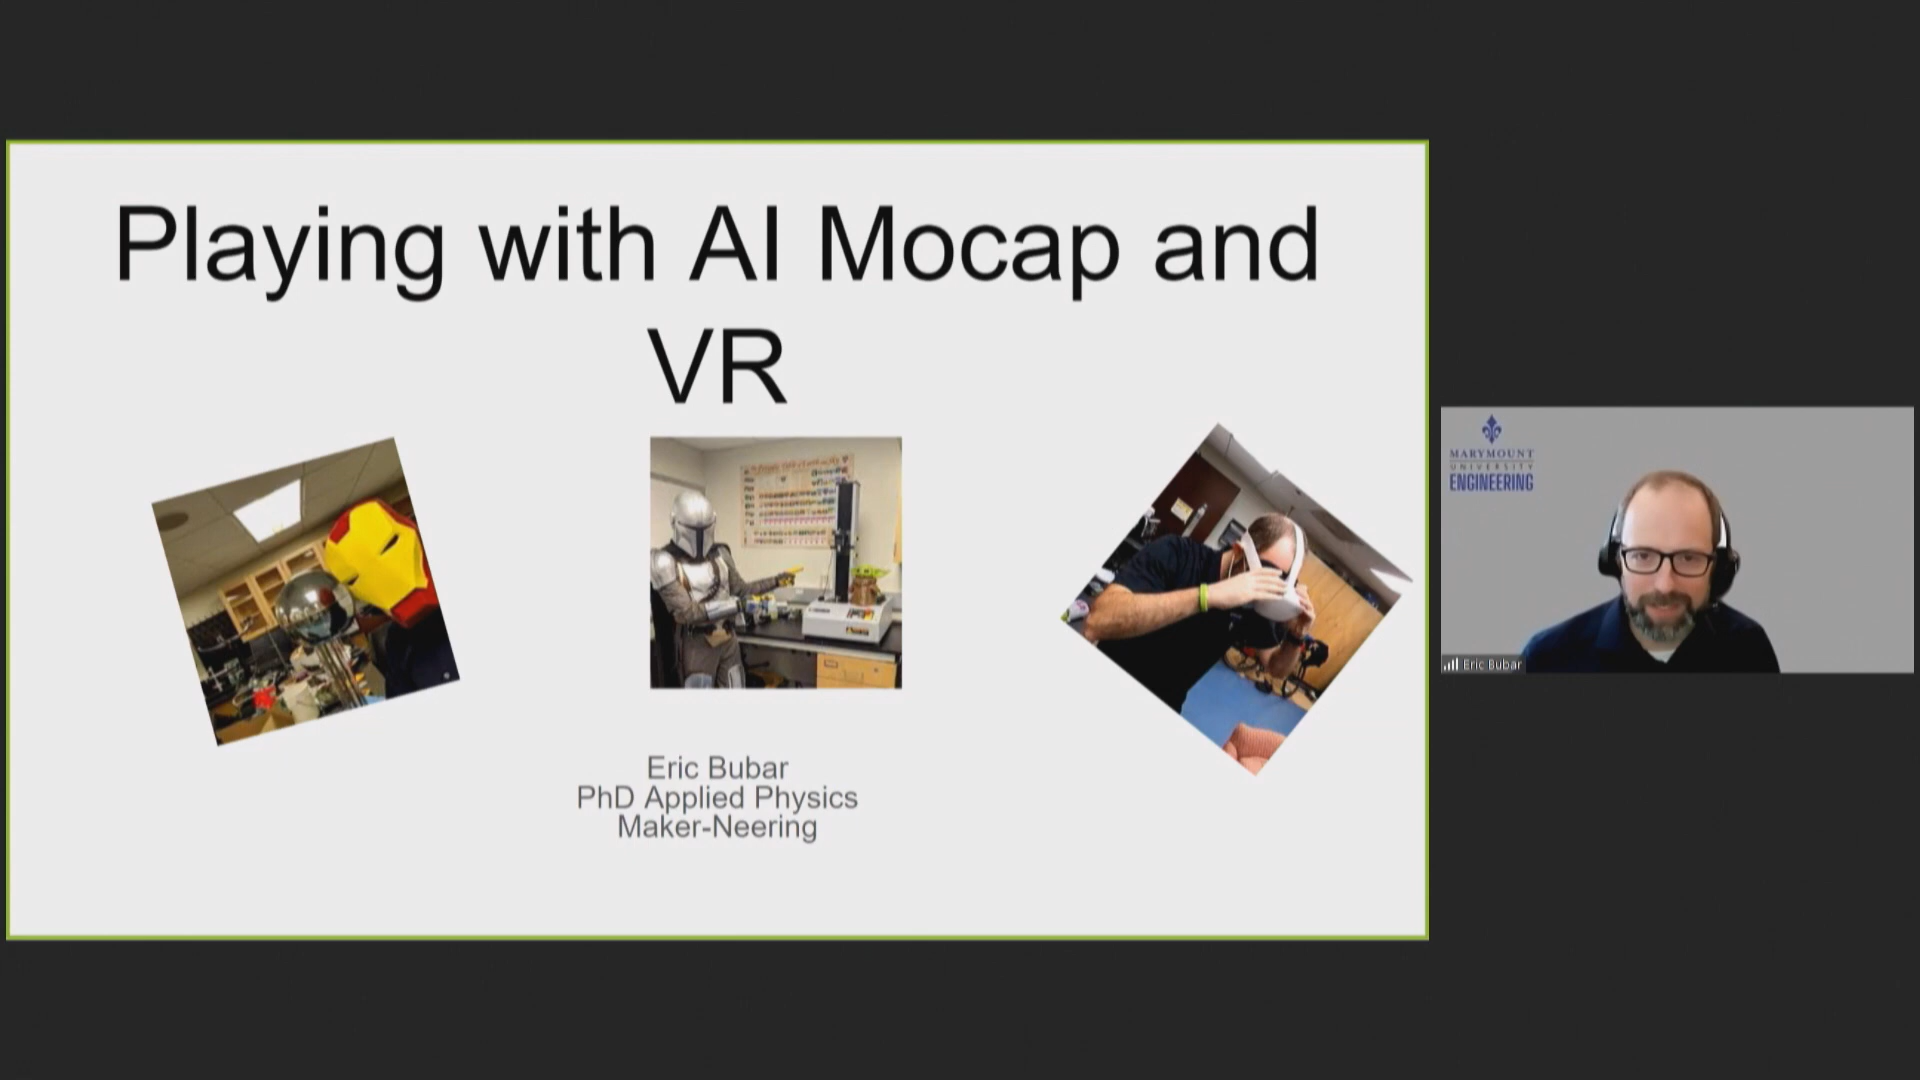 Playing with AI Mocap and
VR
Eric Bubar
PhD Applied Physics
Maker-Neering
MARYMOUNT
UNIVERSITY
ENGINEERING
Eric Bubar